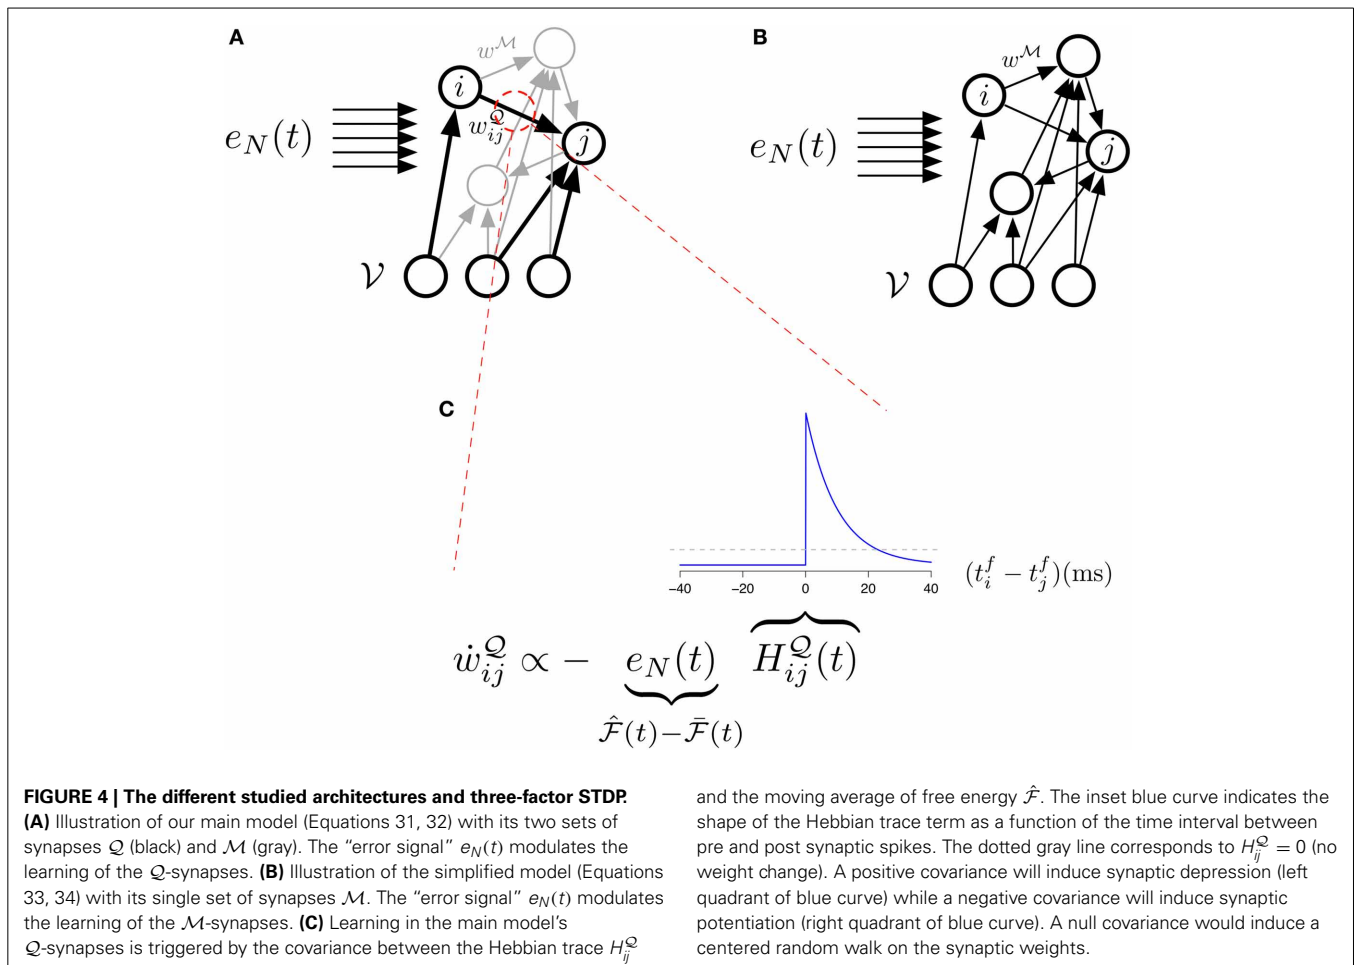 A
B
w^ℳ
w^ℳ
i
i
w_ij^𝒬
j
j
e_N(t)
e_N(t)
𝒱
𝒱
C
−40 −20 0 20 40
(t_i^f − t_j^f)(ms)
ẇ_ij^𝒬 ∝ − e_N(t) H_ij^𝒬(t)
ℱ̂(t)−ℱ̄(t)
FIGURE 4 | The different studied architectures and three-factor STDP.
(A) Illustration of our main model (Equations 31, 32) with its two sets of
synapses 𝒬 (black) and ℳ (gray). The “error signal” e_N(t) modulates the
learning of the 𝒬-synapses. (B) Illustration of the simplified model (Equations
33, 34) with its single set of synapses ℳ. The “error signal” e_N(t) modulates
the learning of the ℳ-synapses. (C) Learning in the main model’s
𝒬-synapses is triggered by the covariance between the Hebbian trace H_ij^𝒬
and the moving average of free energy ℱ̂. The inset blue curve indicates the
shape of the Hebbian trace term as a function of the time interval between
pre and post synaptic spikes. The dotted gray line corresponds to H_ij^𝒬 = 0 (no
weight change). A positive covariance will induce synaptic depression (left
quadrant of blue curve) while a negative covariance will induce synaptic
potentiation (right quadrant of blue curve). A null covariance would induce a
centered random walk on the synaptic weights.